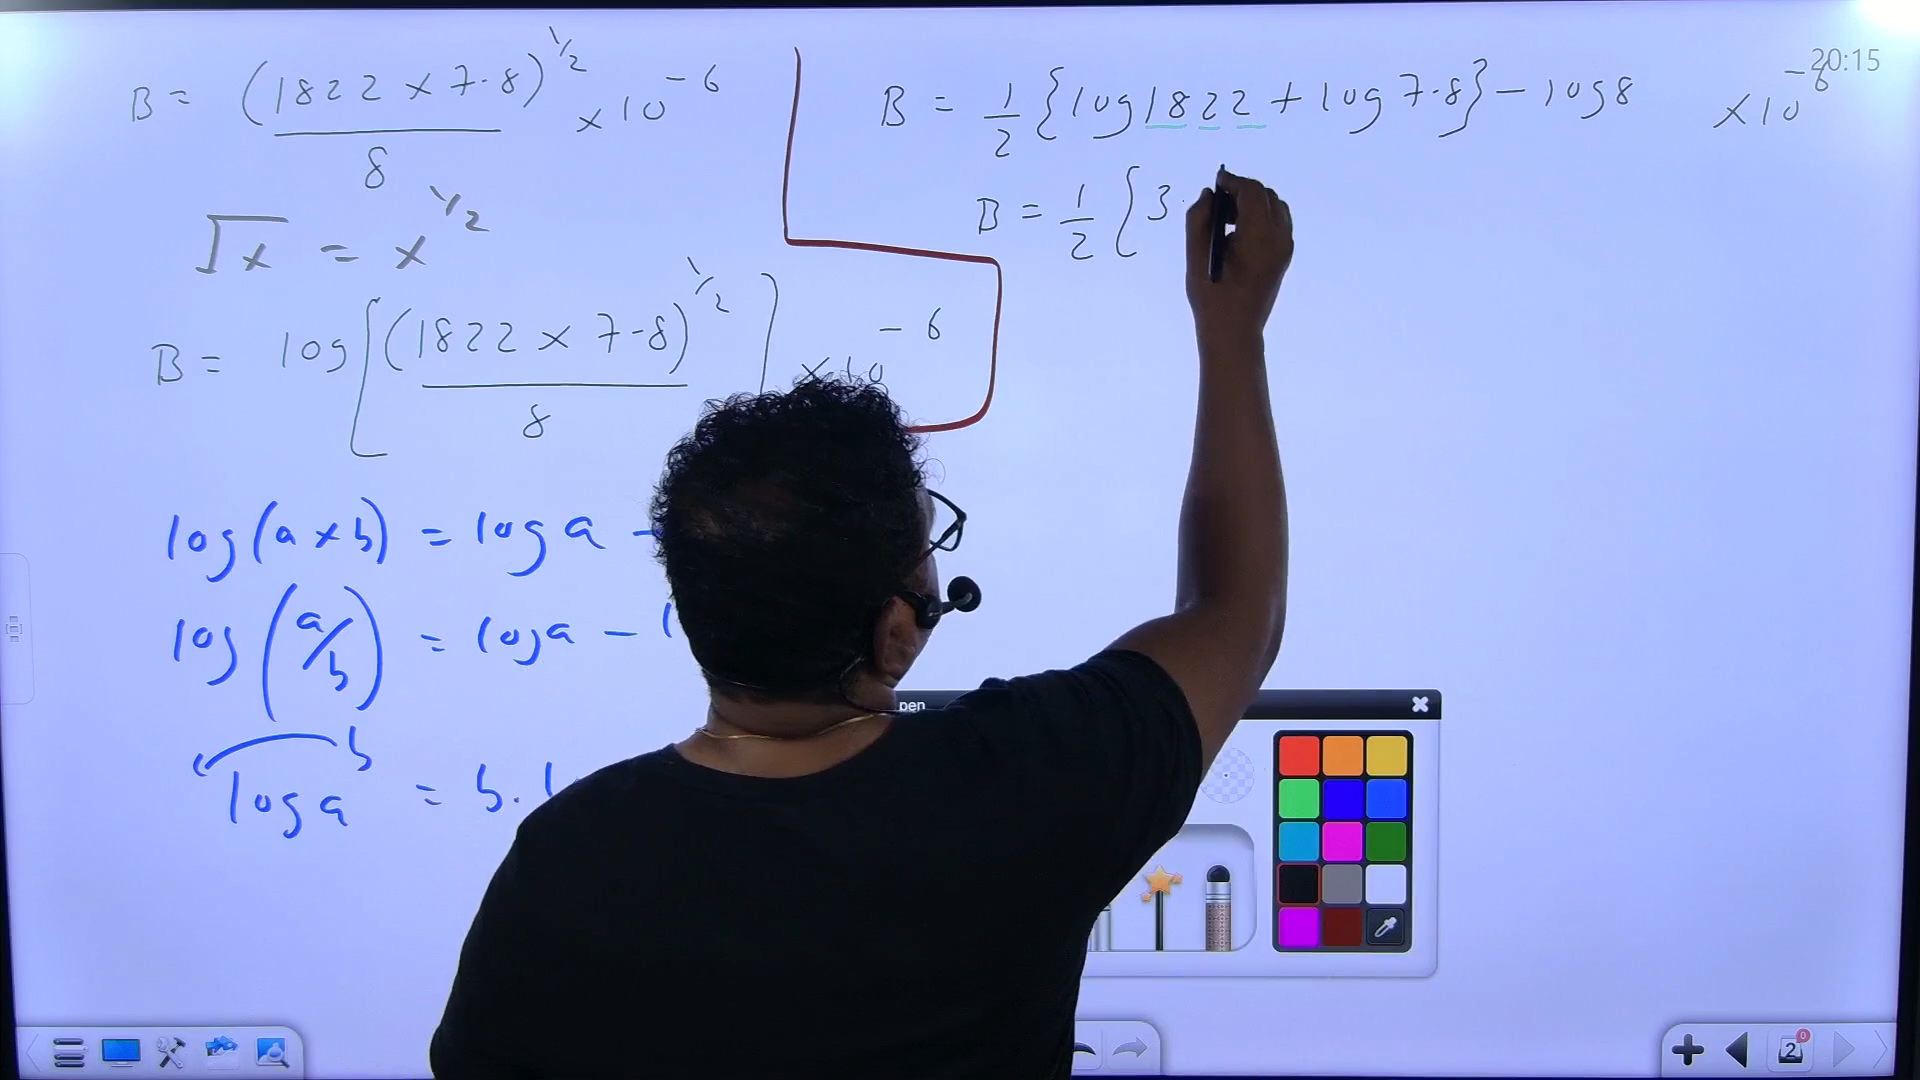 20:15
B = (1822 × 7.8)^1/2 / 8 × 10^-6
√x = x^1/2
B = log[(1822 × 7.8)^1/2 / 8] × 10^-6
log(a×b) = log a -
log(a/b) = log a -
log a^b = b.
B = 1/2 {log 1822 + log 7.8} - log 8 × 10^-6
B = 1/2 {3.
pen
2
0